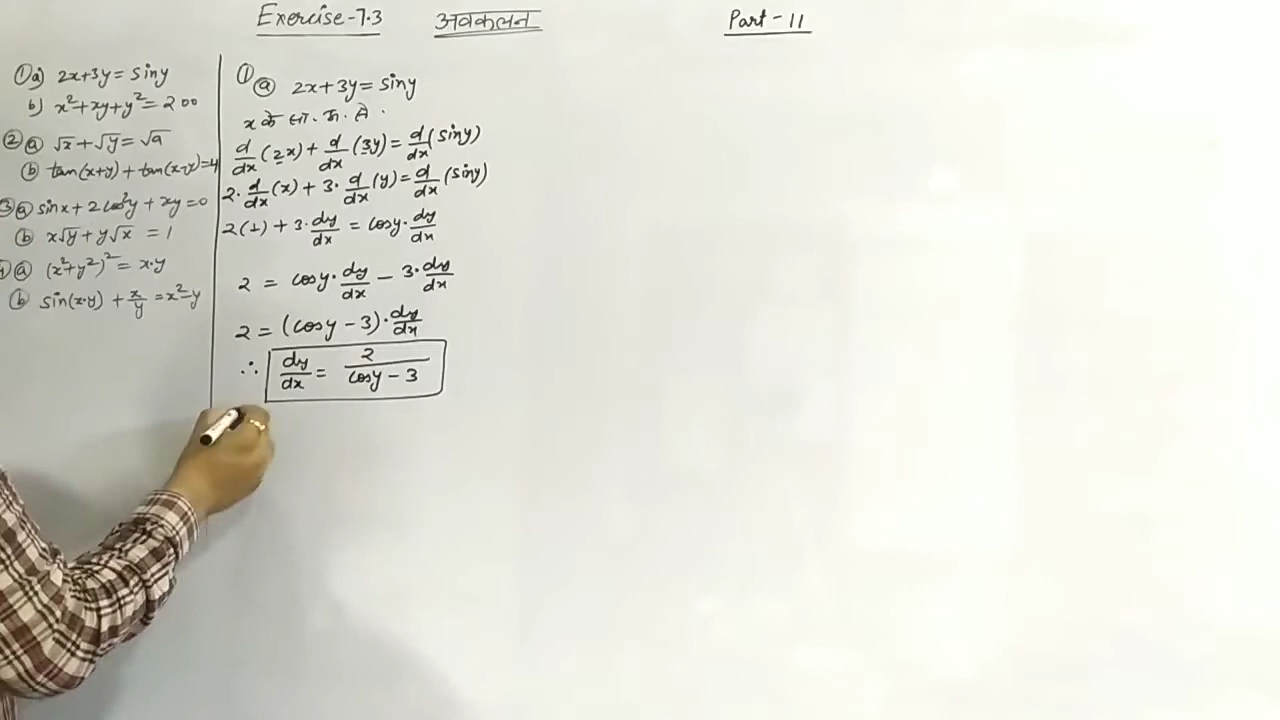 Exercise-7.3 अवकलन Part-11
① a) 2x+3y = siny
b) x²+xy+y² = 200
② ⓐ √x + √y = √a
ⓑ tan(x+y) + tan(x-y) = 4
③ ⓐ sinx + 2cos²y + xy = 0
ⓑ x√y + y√x = 1
ⓐ (x²+y²)² = x·y
ⓑ sin(x·y) + x/y = x²-y
①
ⓐ 2x+3y = siny
x के सा. अ. से.
d/dx (2x) + d/dx (3y) = d/dx (siny)
2· d/dx (x) + 3· d/dx (y) = d/dx (siny)
2(1) + 3· dy/dx = cosy· dy/dx
2 = cosy· dy/dx - 3· dy/dx
2 = (cosy - 3)· dy/dx
∴ dy/dx = 2/(cosy - 3)